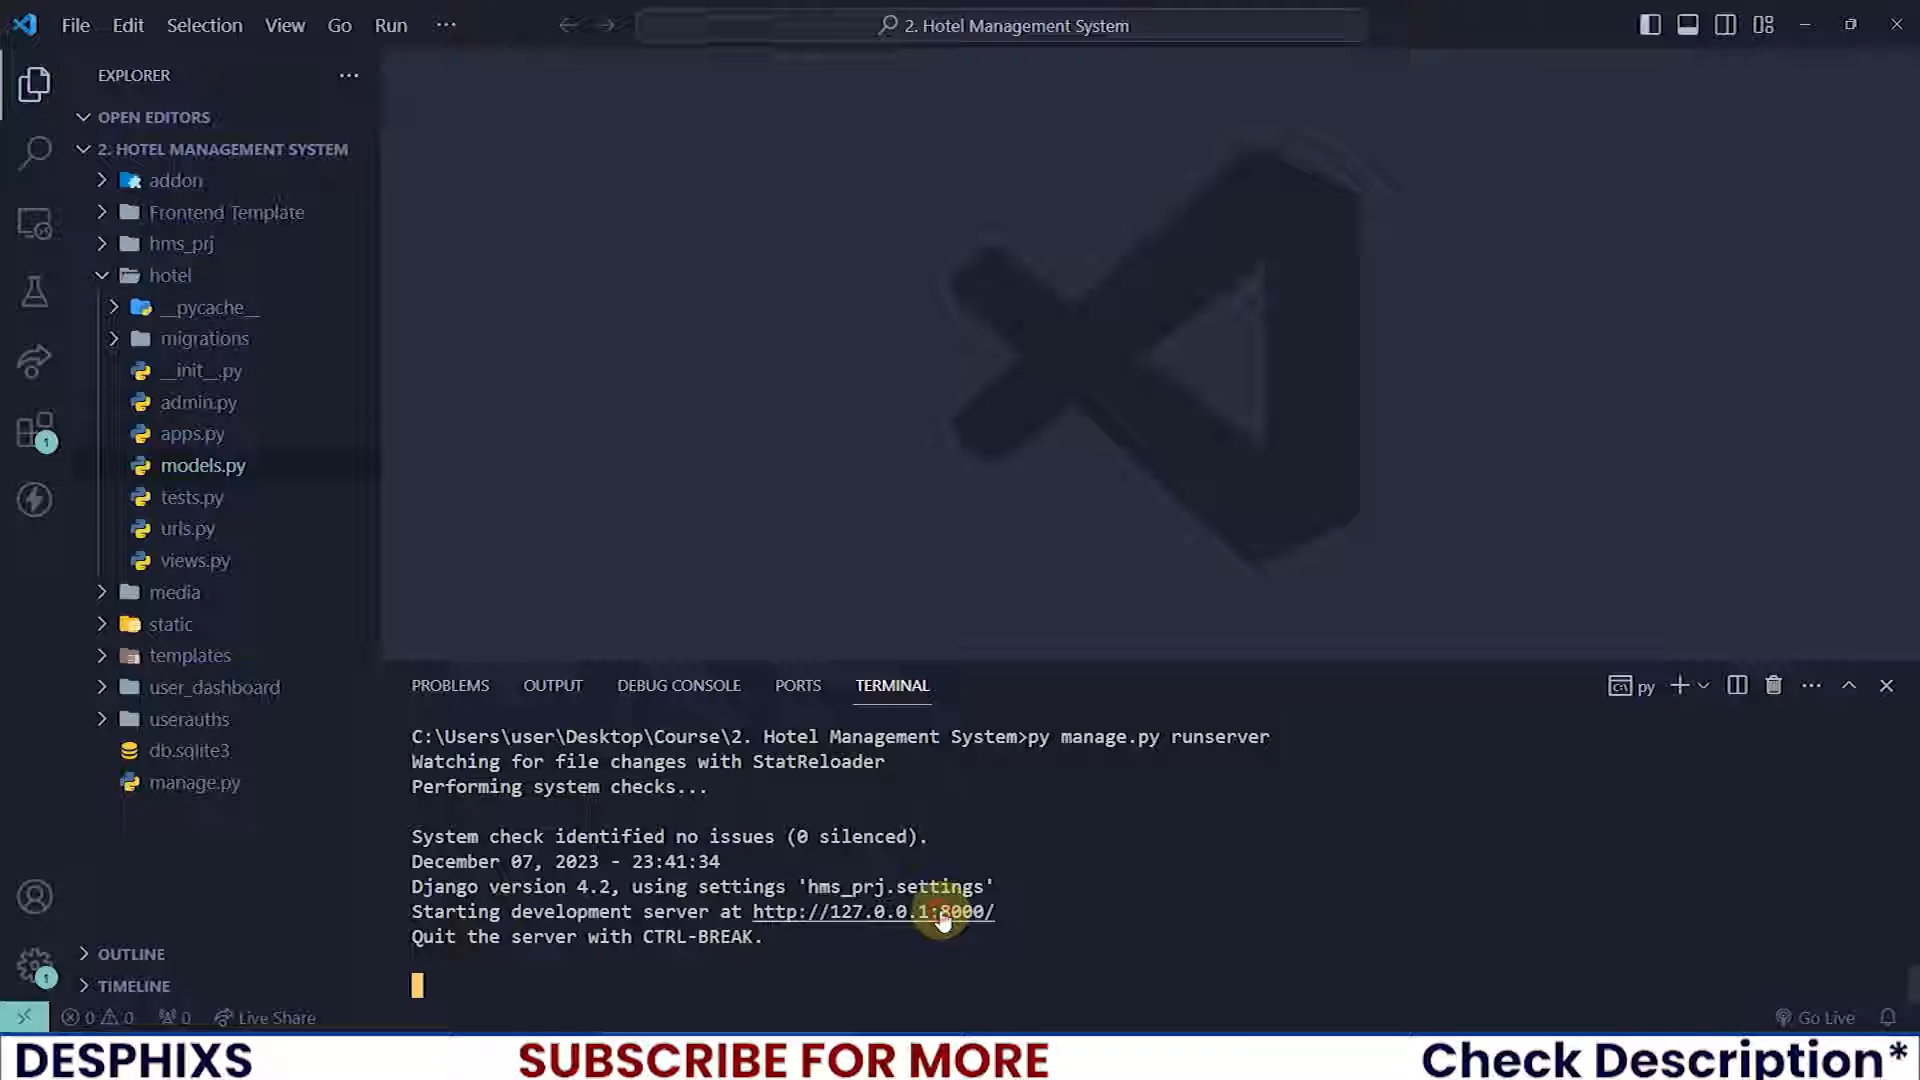 File Edit Selection View Go Run ···
2. Hotel Management System
EXPLORER
OPEN EDITORS
2. HOTEL MANAGEMENT SYSTEM
addon
Frontend Template
hms_prj
hotel
__pycache__
migrations
__init__.py
admin.py
apps.py
models.py
tests.py
urls.py
views.py
media
static
templates
user_dashboard
userauths
db.sqlite3
manage.py
OUTLINE
TIMELINE
1
1
PROBLEMS OUTPUT DEBUG CONSOLE PORTS TERMINAL
py
C:\Users\user\Desktop\Course\2. Hotel Management System>py manage.py runserver
Watching for file changes with StatReloader
Performing system checks...
System check identified no issues (0 silenced).
December 07, 2023 - 23:41:34
Django version 4.2, using settings 'hms_prj.settings'
Starting development server at http://127.0.0.1:8000/
Quit the server with CTRL-BREAK.
0 0 0 Live Share
Go Live
DESPHIXS SUBSCRIBE FOR MORE Check Description*